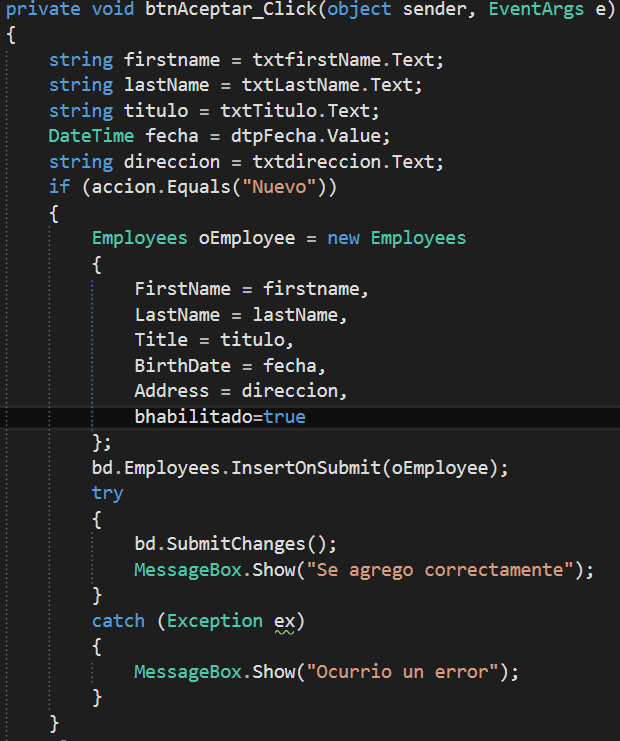 private void btnAceptar_Click(object sender, EventArgs e)
{
    string firstname = txtfirstName.Text;
    string lastName = txtLastName.Text;
    string titulo = txtTitulo.Text;
    DateTime fecha = dtpFecha.Value;
    string direccion = txtdireccion.Text;
    if (accion.Equals("Nuevo"))
    {
        Employees oEmployee = new Employees
        {
            FirstName = firstname,
            LastName = lastName,
            Title = titulo,
            BirthDate = fecha,
            Address = direccion,
            bhabilitado=true
        };
        bd.Employees.InsertOnSubmit(oEmployee);
        try
        {
            bd.SubmitChanges();
            MessageBox.Show("Se agrego correctamente");
        }
        catch (Exception ex)
        {
            MessageBox.Show("Ocurrio un error");
        }
    }